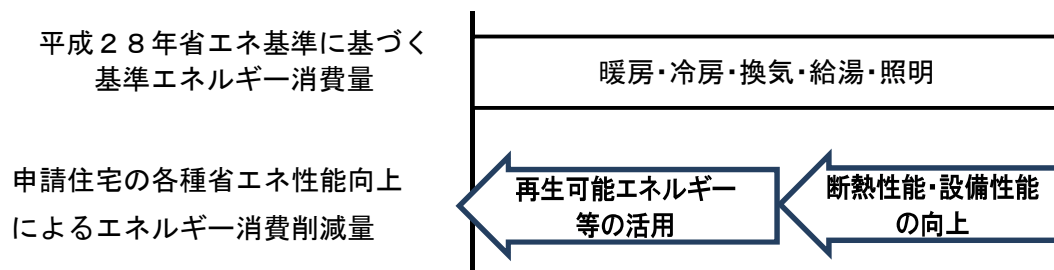 平成２８年省エネ基準に基づく
基準エネルギー消費量
暖房・冷房・換気・給湯・照明
申請住宅の各種省エネ性能向上
によるエネルギー消費削減量
再生可能エネルギー
等の活用
断熱性能・設備性能
の向上